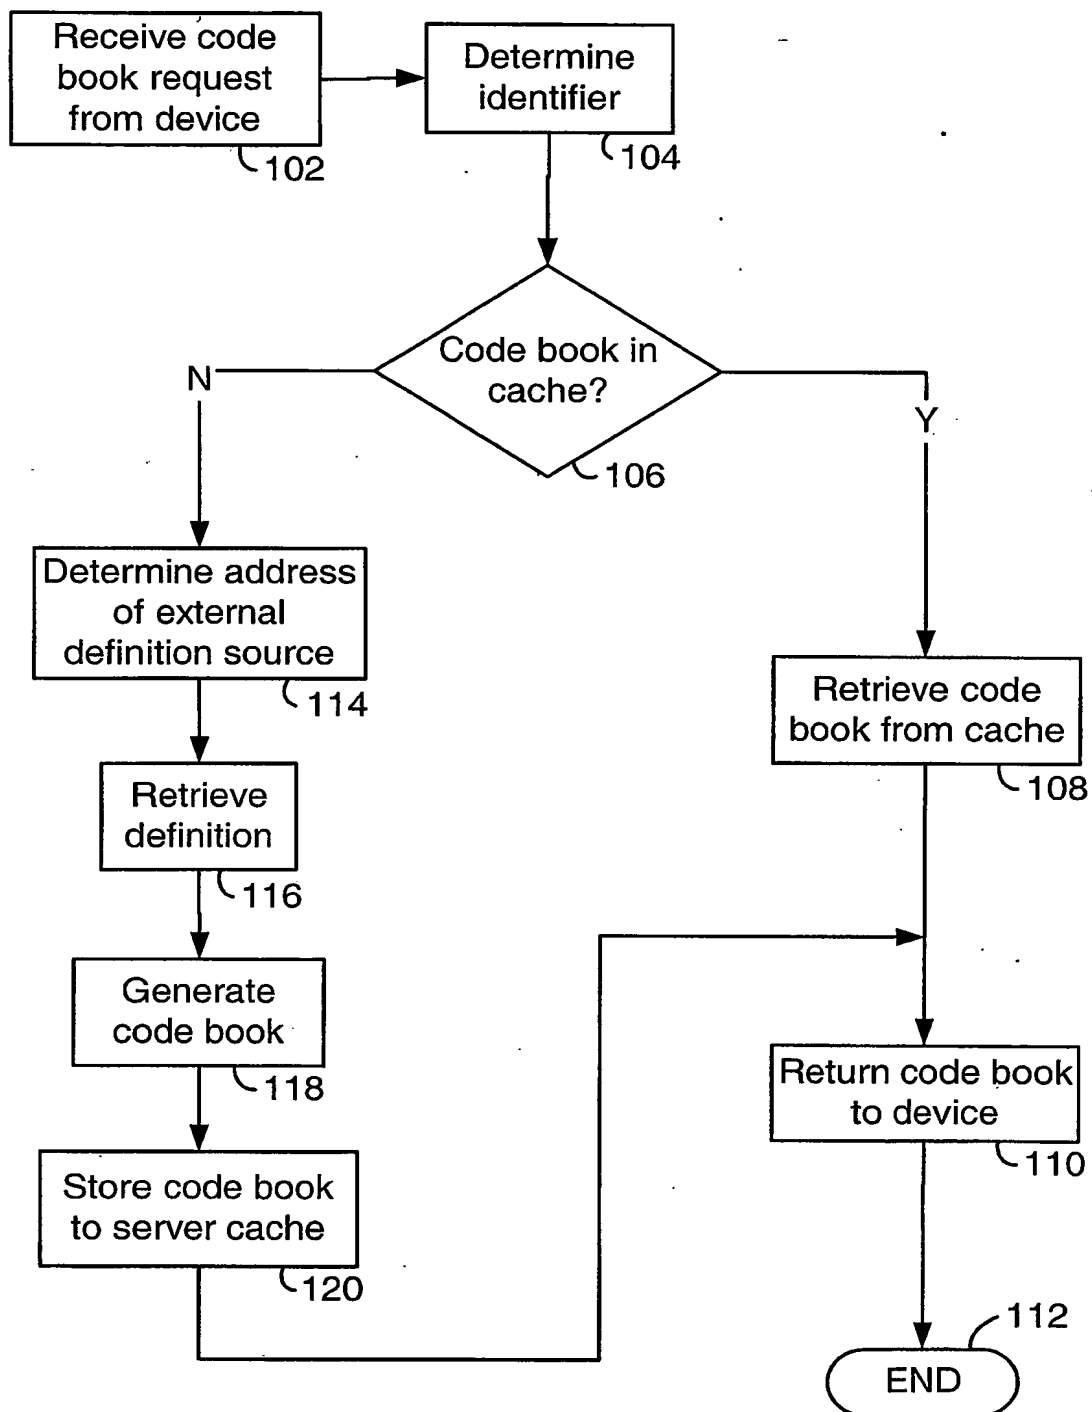 Receive code
book request
from device
102
Determine
identifier
104
Code book in
cache?
106
N
Y
Determine address
of external
definition source
114
Retrieve code
book from cache
108
Retrieve
definition
116
Generate
code book
118
Return code book
to device
110
Store code book
to server cache
120
112
END